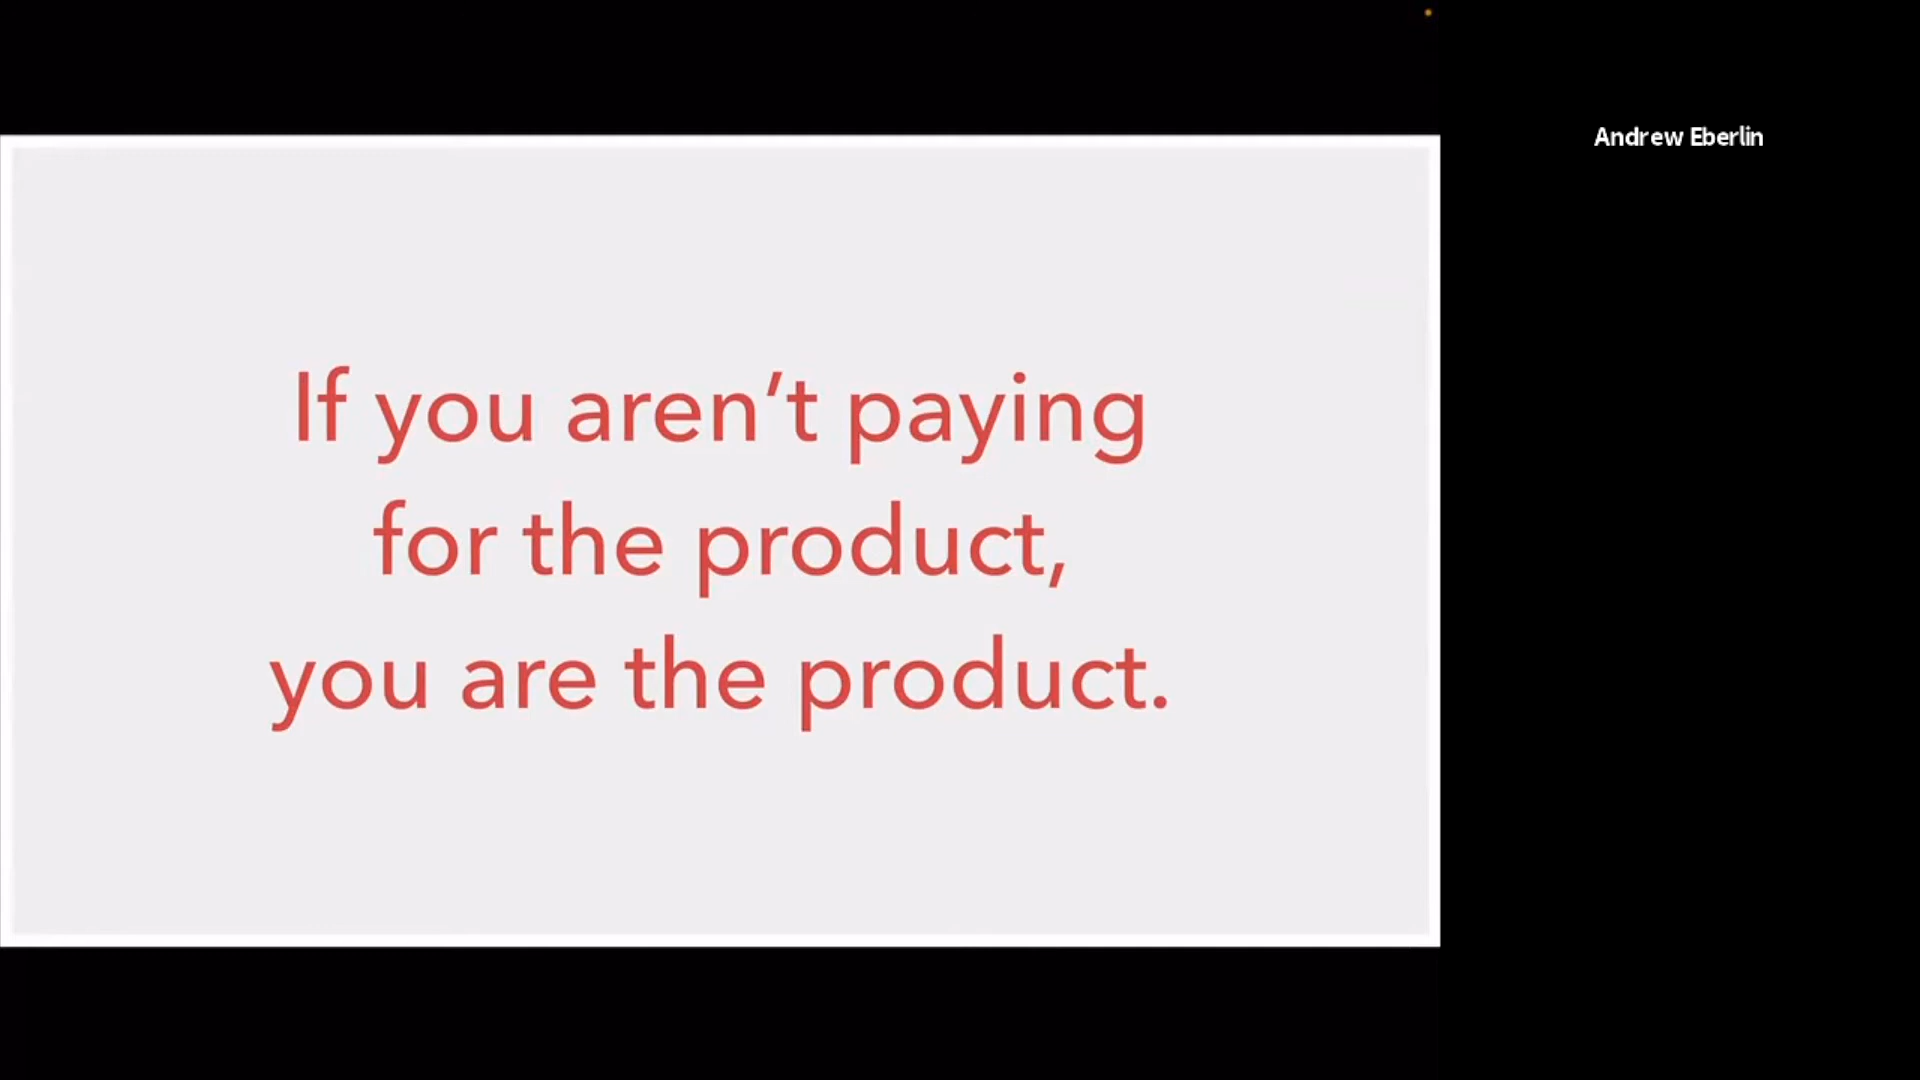 If you aren’t paying
for the product,
you are the product.
Andrew Eberlin